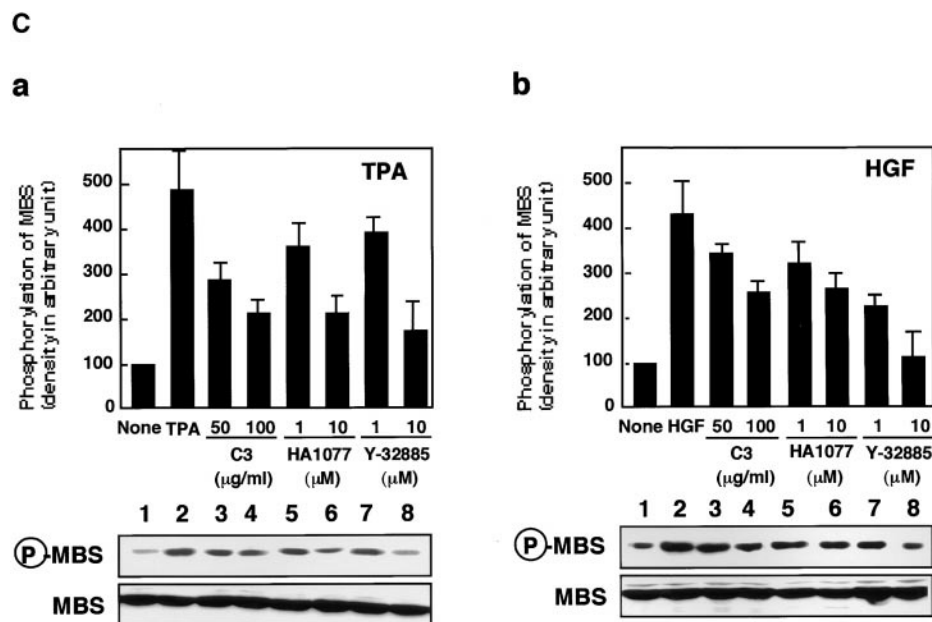 C
a
TPA
Phosphorylation of MBS
(density in arbitrary unit)
500
400
300
200
100
0
None TPA 50 100 1 10 1 10
C3 HA1077 Y-32885
(μg/ml) (μM) (μM)
1 2 3 4 5 6 7 8
P-MBS
MBS
b
HGF
Phosphorylation of MBS
(density in arbitrary unit)
500
400
300
200
100
0
None HGF 50 100 1 10 1 10
C3 HA1077 Y-32885
(μg/ml) (μM) (μM)
1 2 3 4 5 6 7 8
P-MBS
MBS